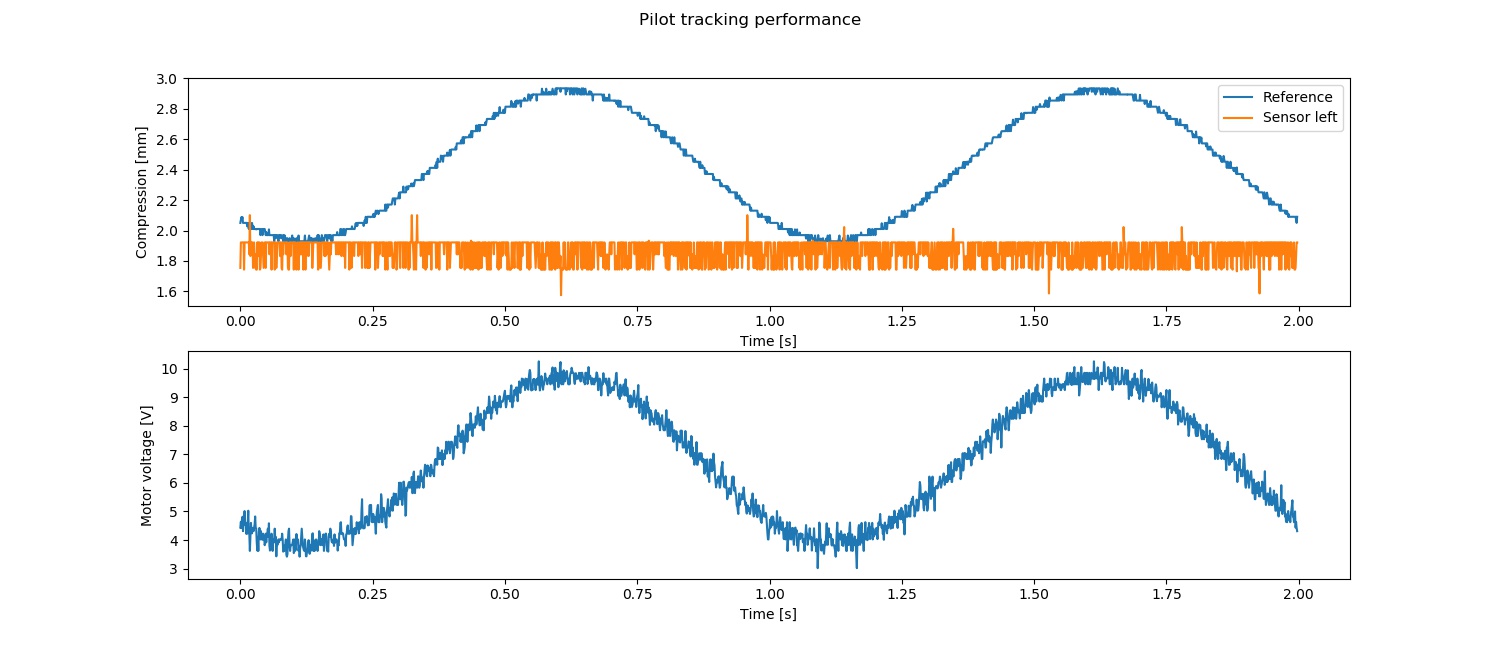 Pilot tracking performance
Compression [mm]
3.0
2.8
2.6
2.4
2.2
2.0
1.8
1.6
Reference
Sensor left
0.00 0.25 0.50 0.75 1.00 1.25 1.50 1.75 2.00
Time [s]
Motor voltage [V]
10
9
8
7
6
5
4
3
0.00 0.25 0.50 0.75 1.00 1.25 1.50 1.75 2.00
Time [s]